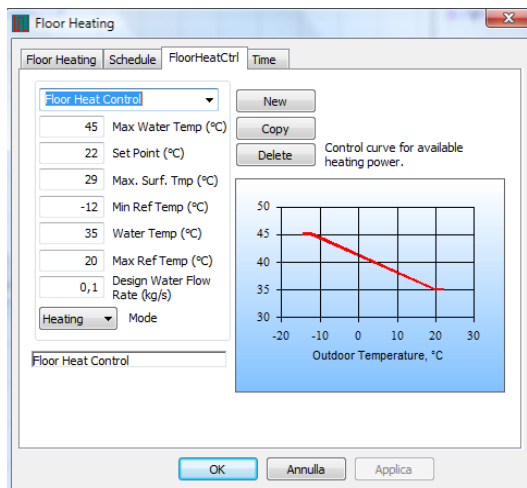 Floor Heating
Floor Heating Schedule FloorHeatCtrl Time
Floor Heat Control
45 Max Water Temp (°C)
22 Set Point (°C)
29 Max. Surf. Tmp (°C)
-12 Min Ref Temp (°C)
35 Water Temp (°C)
20 Max Ref Temp (°C)
0,1 Design Water Flow
Rate (kg/s)
Heating Mode
Floor Heat Control
New
Copy
Delete
Control curve for available
heating power.
50
45
40
35
30
-20 -10 0 10 20 30
Outdoor Temperature, °C
OK Annulla Applica